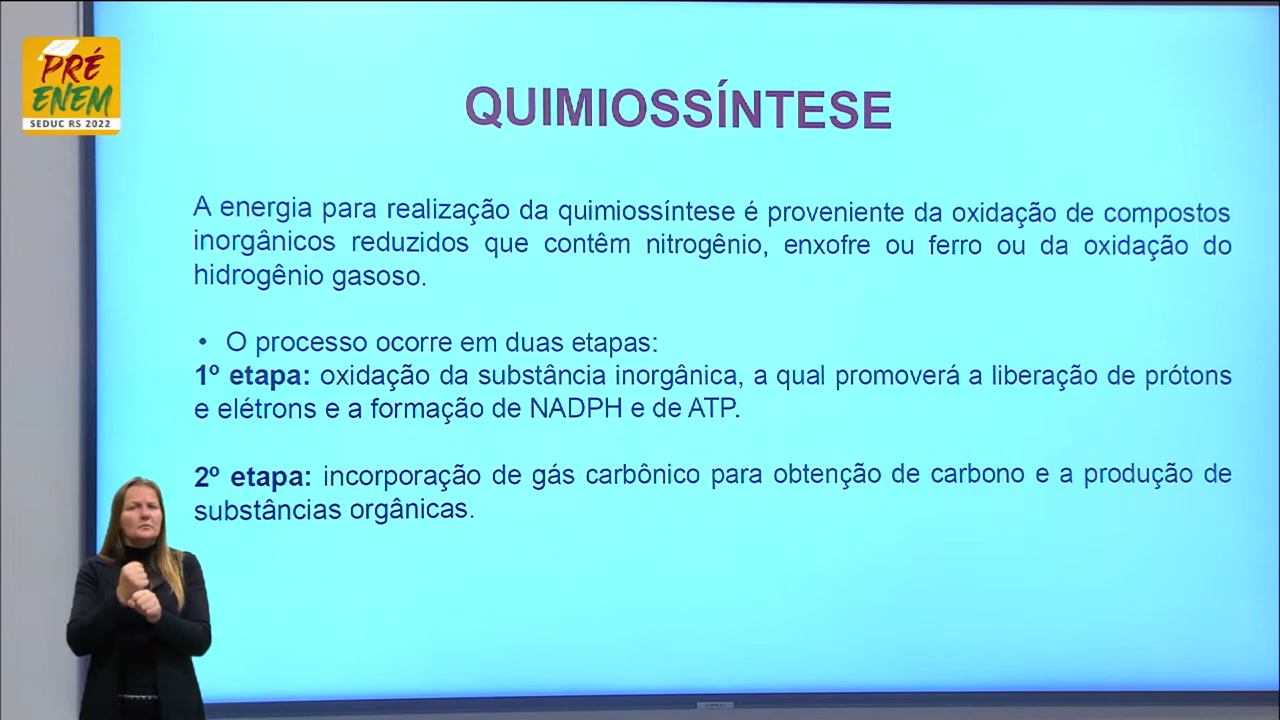 PRÉ
ENEM
SEDUC RS 2022
QUIMIOSSÍNTESE
A energia para realização da quimiossíntese é proveniente da oxidação de compostos
inorgânicos reduzidos que contêm nitrogênio, enxofre ou ferro ou da oxidação do
hidrogênio gasoso.
• O processo ocorre em duas etapas:
1º etapa: oxidação da substância inorgânica, a qual promoverá a liberação de prótons
e elétrons e a formação de NADPH e de ATP.
2º etapa: incorporação de gás carbônico para obtenção de carbono e a produção de
substâncias orgânicas.